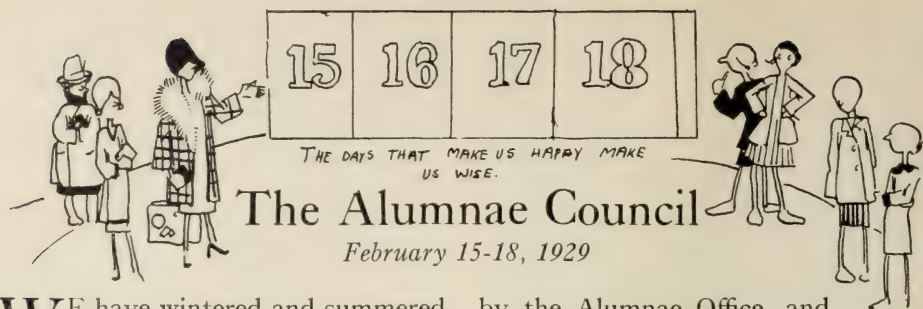 15 16 17 18
THE DAYS THAT MAKE US HAPPY MAKE
US WISE.
The Alumnae Council
February 15-18, 1929
WE have wintered and summered
by the Alumnae Office and